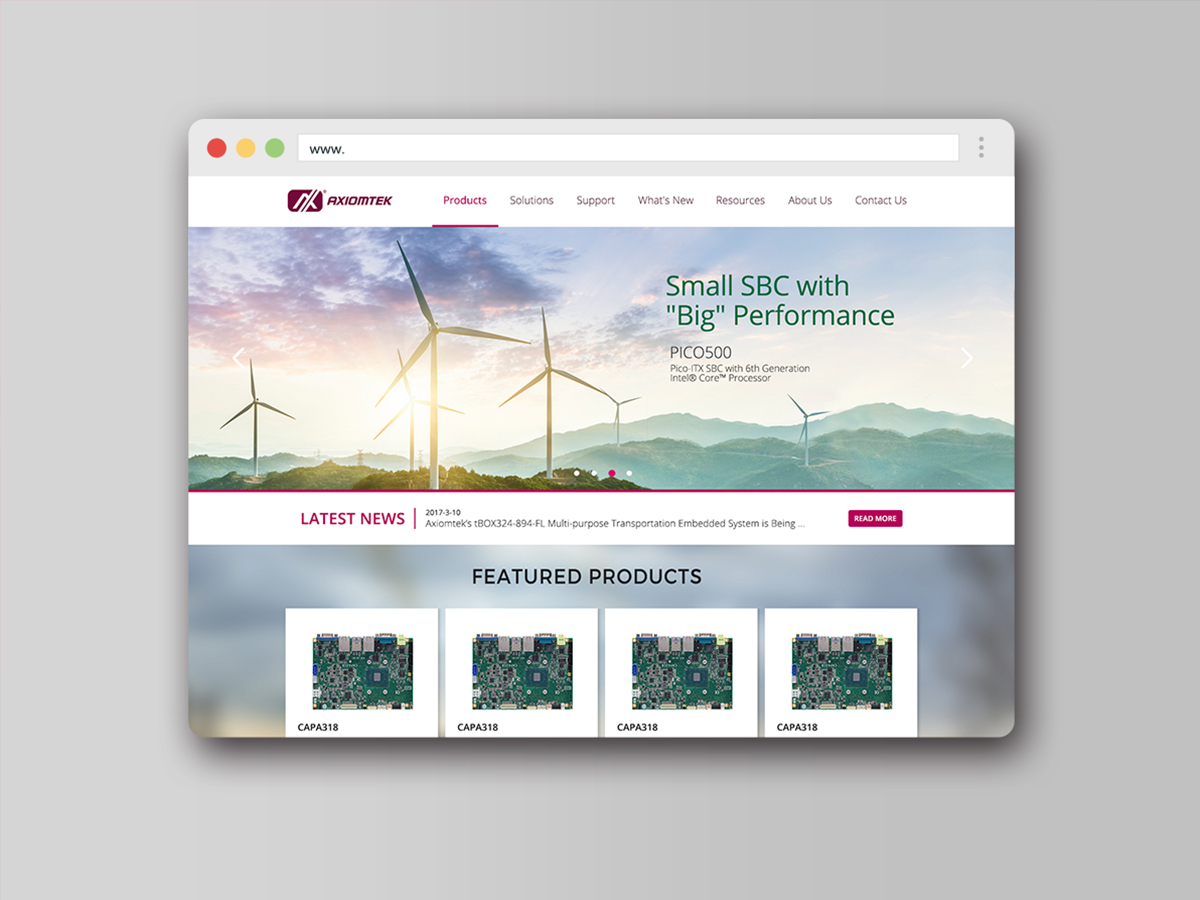 www.
AXIOMTEK®
Products
Solutions
Support
What's New
Resources
About Us
Contact Us
Small SBC with
"Big" Performance
PICO500
Pico-ITX SBC with 6th Generation
Intel® Core™ Processor
LATEST NEWS
2017-3-10
Axiomtek's tBOX324-894-FL Multi-purpose Transportation Embedded System is Being ...
READ MORE
FEATURED PRODUCTS
CAPA318
CAPA318
CAPA318
CAPA318